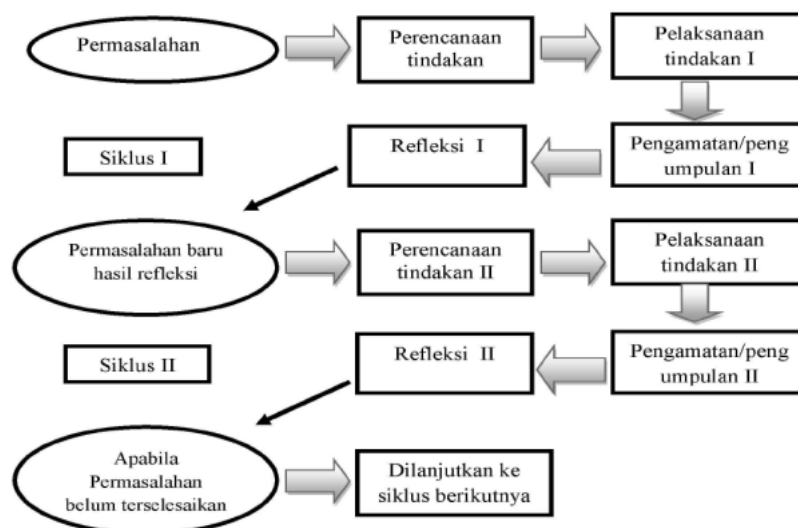 Permasalahan
Perencanaan
tindakan
Pelaksanaan
tindakan I
Siklus I
Refleksi I
Pengamatan/peng
umpulan I
Permasalahan baru
hasil refleksi
Perencanaan
tindakan II
Pelaksanaan
tindakan II
Siklus II
Refleksi II
Pengamatan/peng
umpulan II
Apabila
Permasalahan
belum terselesaikan
Dilanjutkan ke
siklus berikutnya